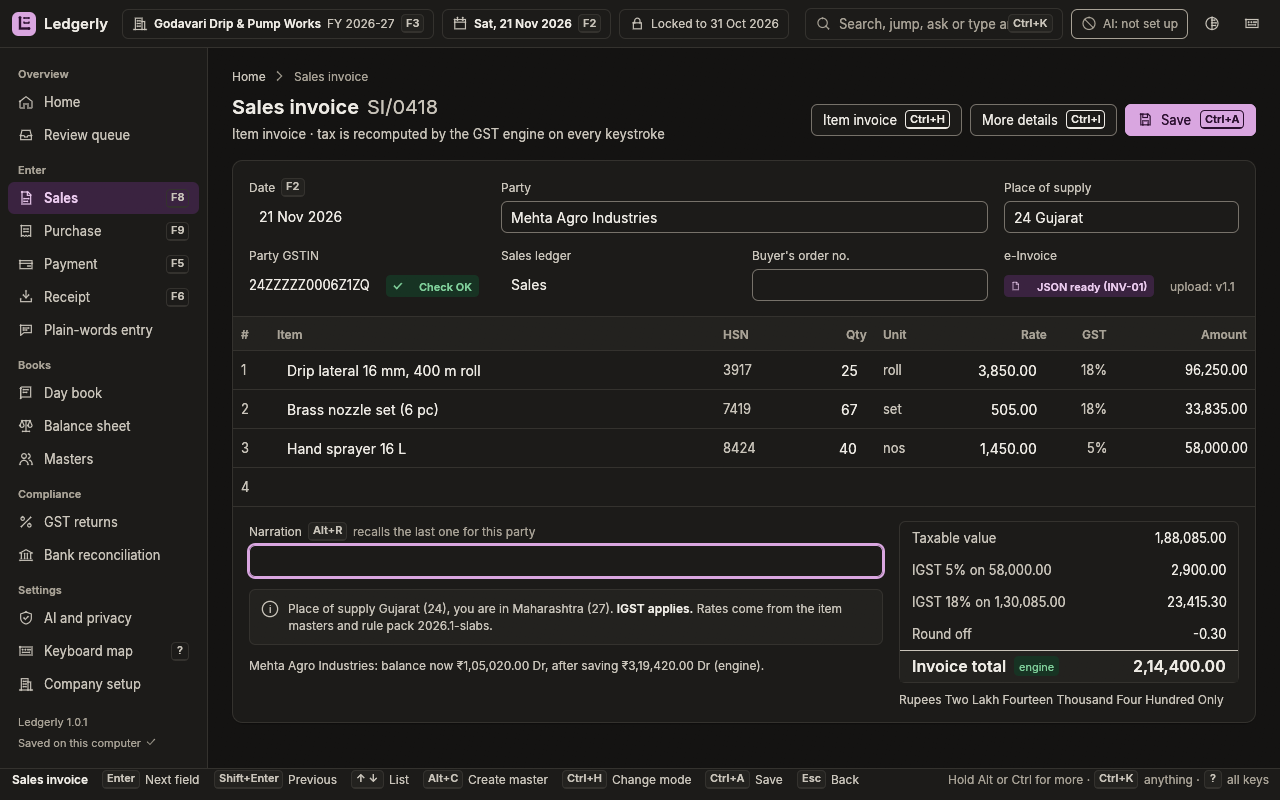 Ledgerly
Godavari Drip & Pump Works FY 2026-27 F3
Sat, 21 Nov 2026 F2
Locked to 31 Oct 2026
Search, jump, ask or type a Ctrl+K
AI: not set up
Overview
Home
Review queue
Enter
Sales F8
Purchase F9
Payment F5
Receipt F6
Plain-words entry
Books
Day book
Balance sheet
Masters
Compliance
GST returns
Bank reconciliation
Settings
AI and privacy
Keyboard map ?
Company setup
Ledgerly 1.0.1
Saved on this computer
Home Sales invoice
Sales invoice SI/0418
Item invoice · tax is recomputed by the GST engine on every keystroke
Item invoice Ctrl+H
More details Ctrl+I
Save Ctrl+A
Date F2 Party Place of supply
21 Nov 2026 Mehta Agro Industries 24 Gujarat
Party GSTIN Sales ledger Buyer's order no. e-Invoice
24ZZZZZ0006Z1ZQ Check OK Sales JSON ready (INV-01) upload: v1.1
# Item HSN Qty Unit Rate GST Amount
1 Drip lateral 16 mm, 400 m roll 3917 25 roll 3,850.00 18% 96,250.00
2 Brass nozzle set (6 pc) 7419 67 set 505.00 18% 33,835.00
3 Hand sprayer 16 L 8424 40 nos 1,450.00 5% 58,000.00
4
Narration Alt+R recalls the last one for this party
Place of supply Gujarat (24), you are in Maharashtra (27). IGST applies. Rates come from the item
masters and rule pack 2026.1-slabs.
Mehta Agro Industries: balance now ₹1,05,020.00 Dr, after saving ₹3,19,420.00 Dr (engine).
Taxable value 1,88,085.00
IGST 5% on 58,000.00 2,900.00
IGST 18% on 1,30,085.00 23,415.30
Round off -0.30
Invoice total engine 2,14,400.00
Rupees Two Lakh Fourteen Thousand Four Hundred Only
Sales invoice Enter Next field Shift+Enter Previous ↑ ↓ List Alt+C Create master Ctrl+H Change mode Ctrl+A Save Esc Back Hold Alt or Ctrl for more · Ctrl+K anything · ? all keys